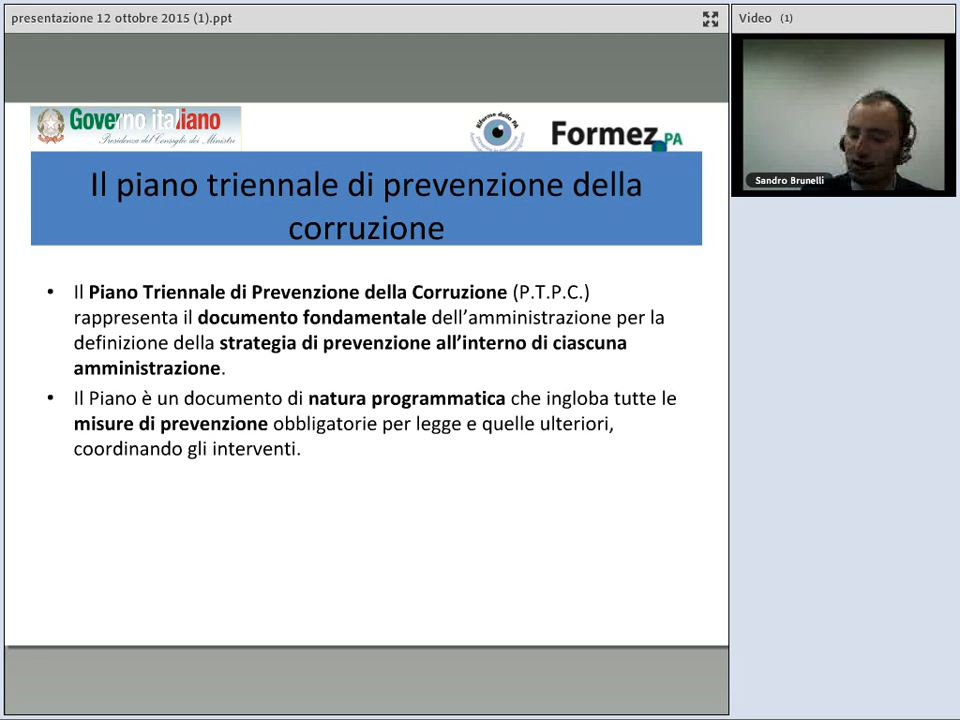 presentazione 12 ottobre 2015 (1).ppt
Video (1)
Governo italiano
Presidenza del Consiglio dei Ministri
Riforme della PA
Formez PA
Sandro Brunelli
Il piano triennale di prevenzione della
corruzione
• Il Piano Triennale di Prevenzione della Corruzione (P.T.P.C.)
rappresenta il documento fondamentale dell’amministrazione per la
definizione della strategia di prevenzione all’interno di ciascuna
amministrazione.
• Il Piano è un documento di natura programmatica che ingloba tutte le
misure di prevenzione obbligatorie per legge e quelle ulteriori,
coordinando gli interventi.